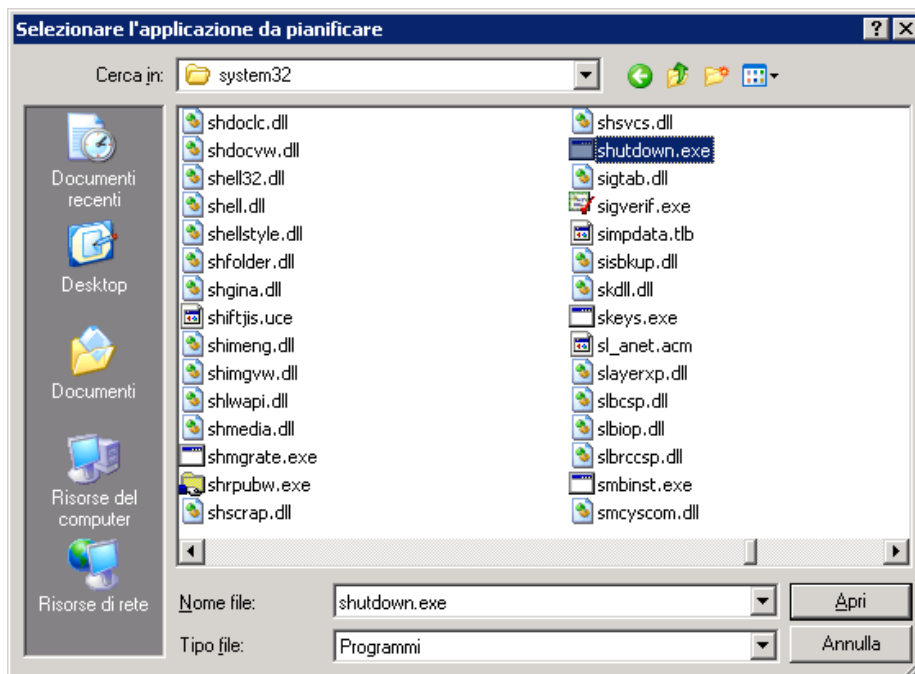 Selezionare l'applicazione da pianificare
Cerca in: system32
Documenti recenti
Desktop
Documenti
Risorse del computer
Risorse di rete
shdoclc.dll
shdocvw.dll
shell32.dll
shell.dll
shellstyle.dll
shfolder.dll
shgina.dll
shiftjis.uce
shimeng.dll
shimgvw.dll
shlwapi.dll
shmedia.dll
shmgrate.exe
shrpubw.exe
shscrap.dll
shsvcs.dll
shutdown.exe
sigtab.dll
sigverif.exe
simpdata.tlb
sisbkup.dll
skdll.dll
skeys.exe
sl_anet.acm
slayerxp.dll
slbcsp.dll
slbiop.dll
slbrccsp.dll
smbinst.exe
smcyscom.dll
Nome file: shutdown.exe Apri
Tipo file: Programmi Annulla